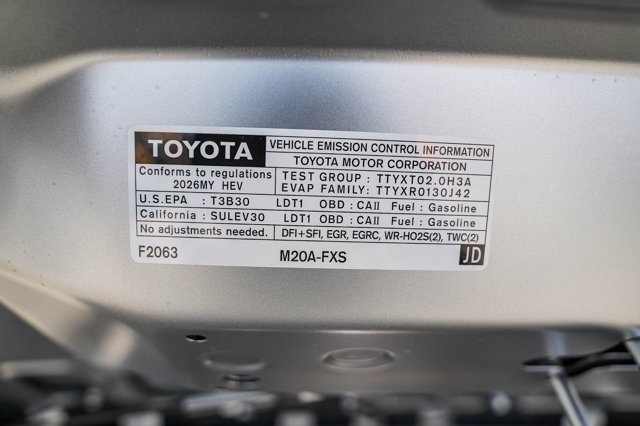 TOYOTA VEHICLE EMISSION CONTROL INFORMATION
TOYOTA MOTOR CORPORATION
Conforms to regulations TEST GROUP : TTYXT02.0H3A
2026MY HEV EVAP FAMILY: TTYXR0130J42
U.S.EPA : T3B30 LDT1 OBD : CAII Fuel : Gasoline
California : SULEV30 LDT1 OBD : CAII Fuel : Gasoline
No adjustments needed. DFI+SFI, EGR, EGRC, WR-HO2S(2), TWC(2)
F2063 M20A-FXS JD